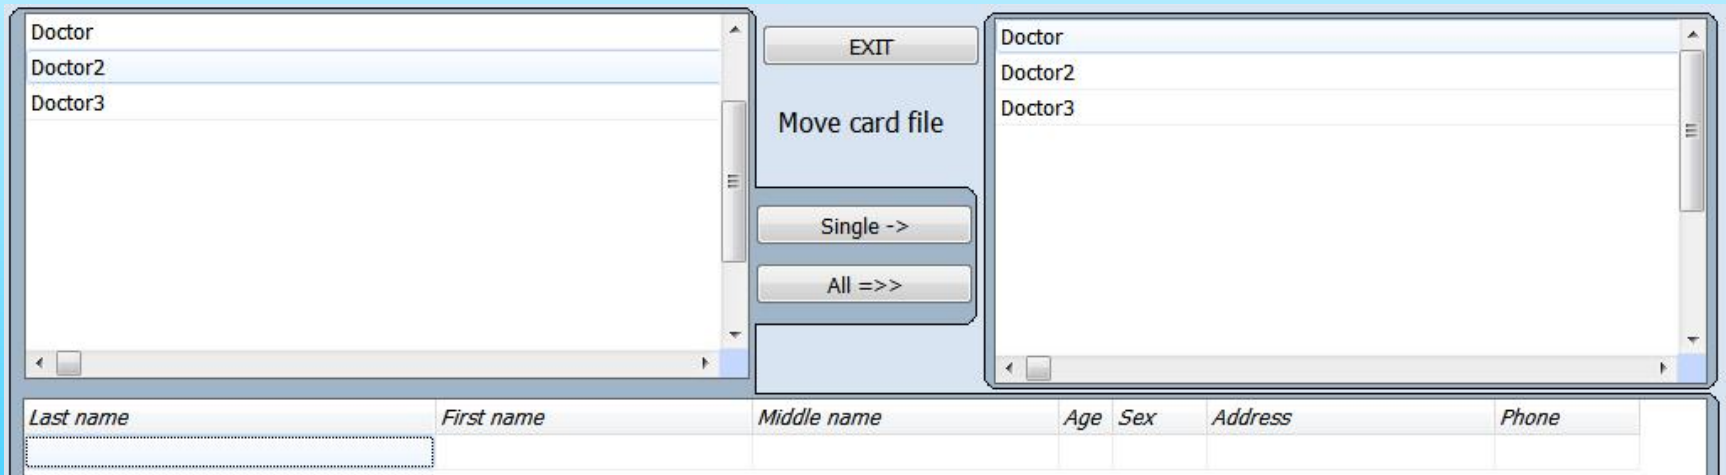 Doctor
Doctor2
Doctor3
EXIT
Move card file
Single ->
All =>>
Doctor
Doctor2
Doctor3
Last name First name Middle name Age Sex Address Phone